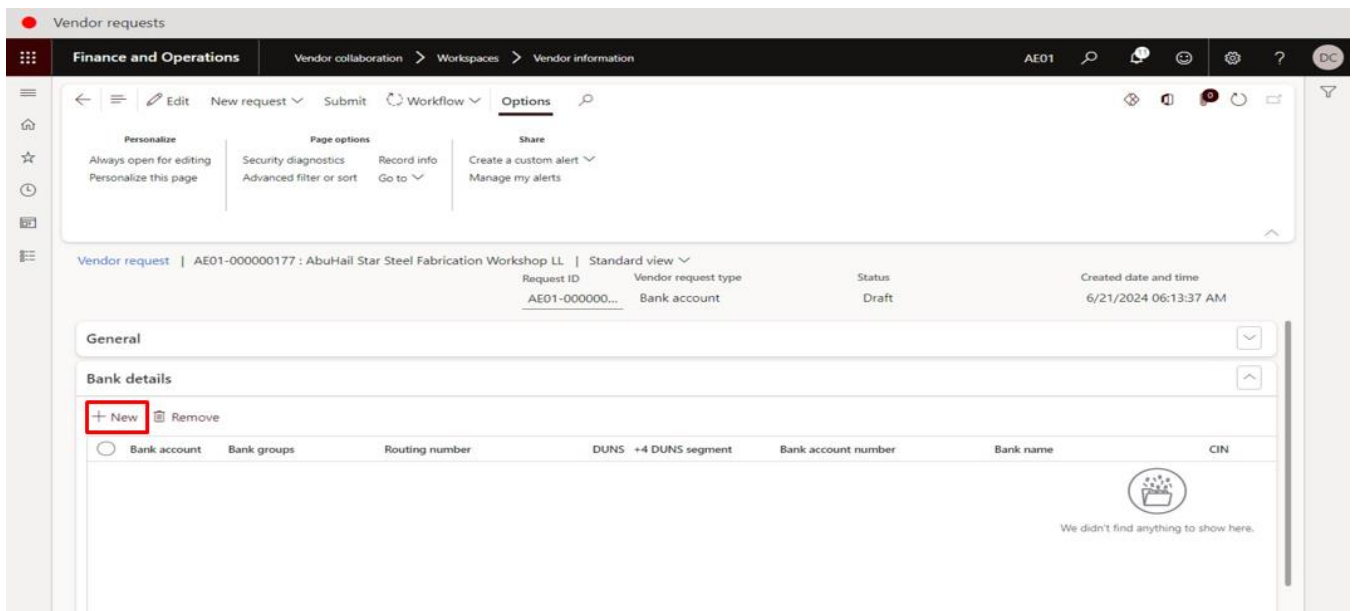 Vendor requests
Finance and Operations Vendor collaboration > Workspaces > Vendor information AE01 ? DC
Edit New request Submit Workflow Options 0
Personalize Page options Share
Always open for editing Security diagnostics Record info Create a custom alert
Personalize this page Advanced filter or sort Go to Manage my alerts
Vendor request | AE01-000000177 : AbuHail Star Steel Fabrication Workshop LL | Standard view
Request ID Vendor request type Status Created date and time
AE01-000000... Bank account Draft 6/21/2024 06:13:37 AM
General
Bank details
+ New Remove
Bank account Bank groups Routing number DUNS +4 DUNS segment Bank account number Bank name CIN
We didn't find anything to show here.